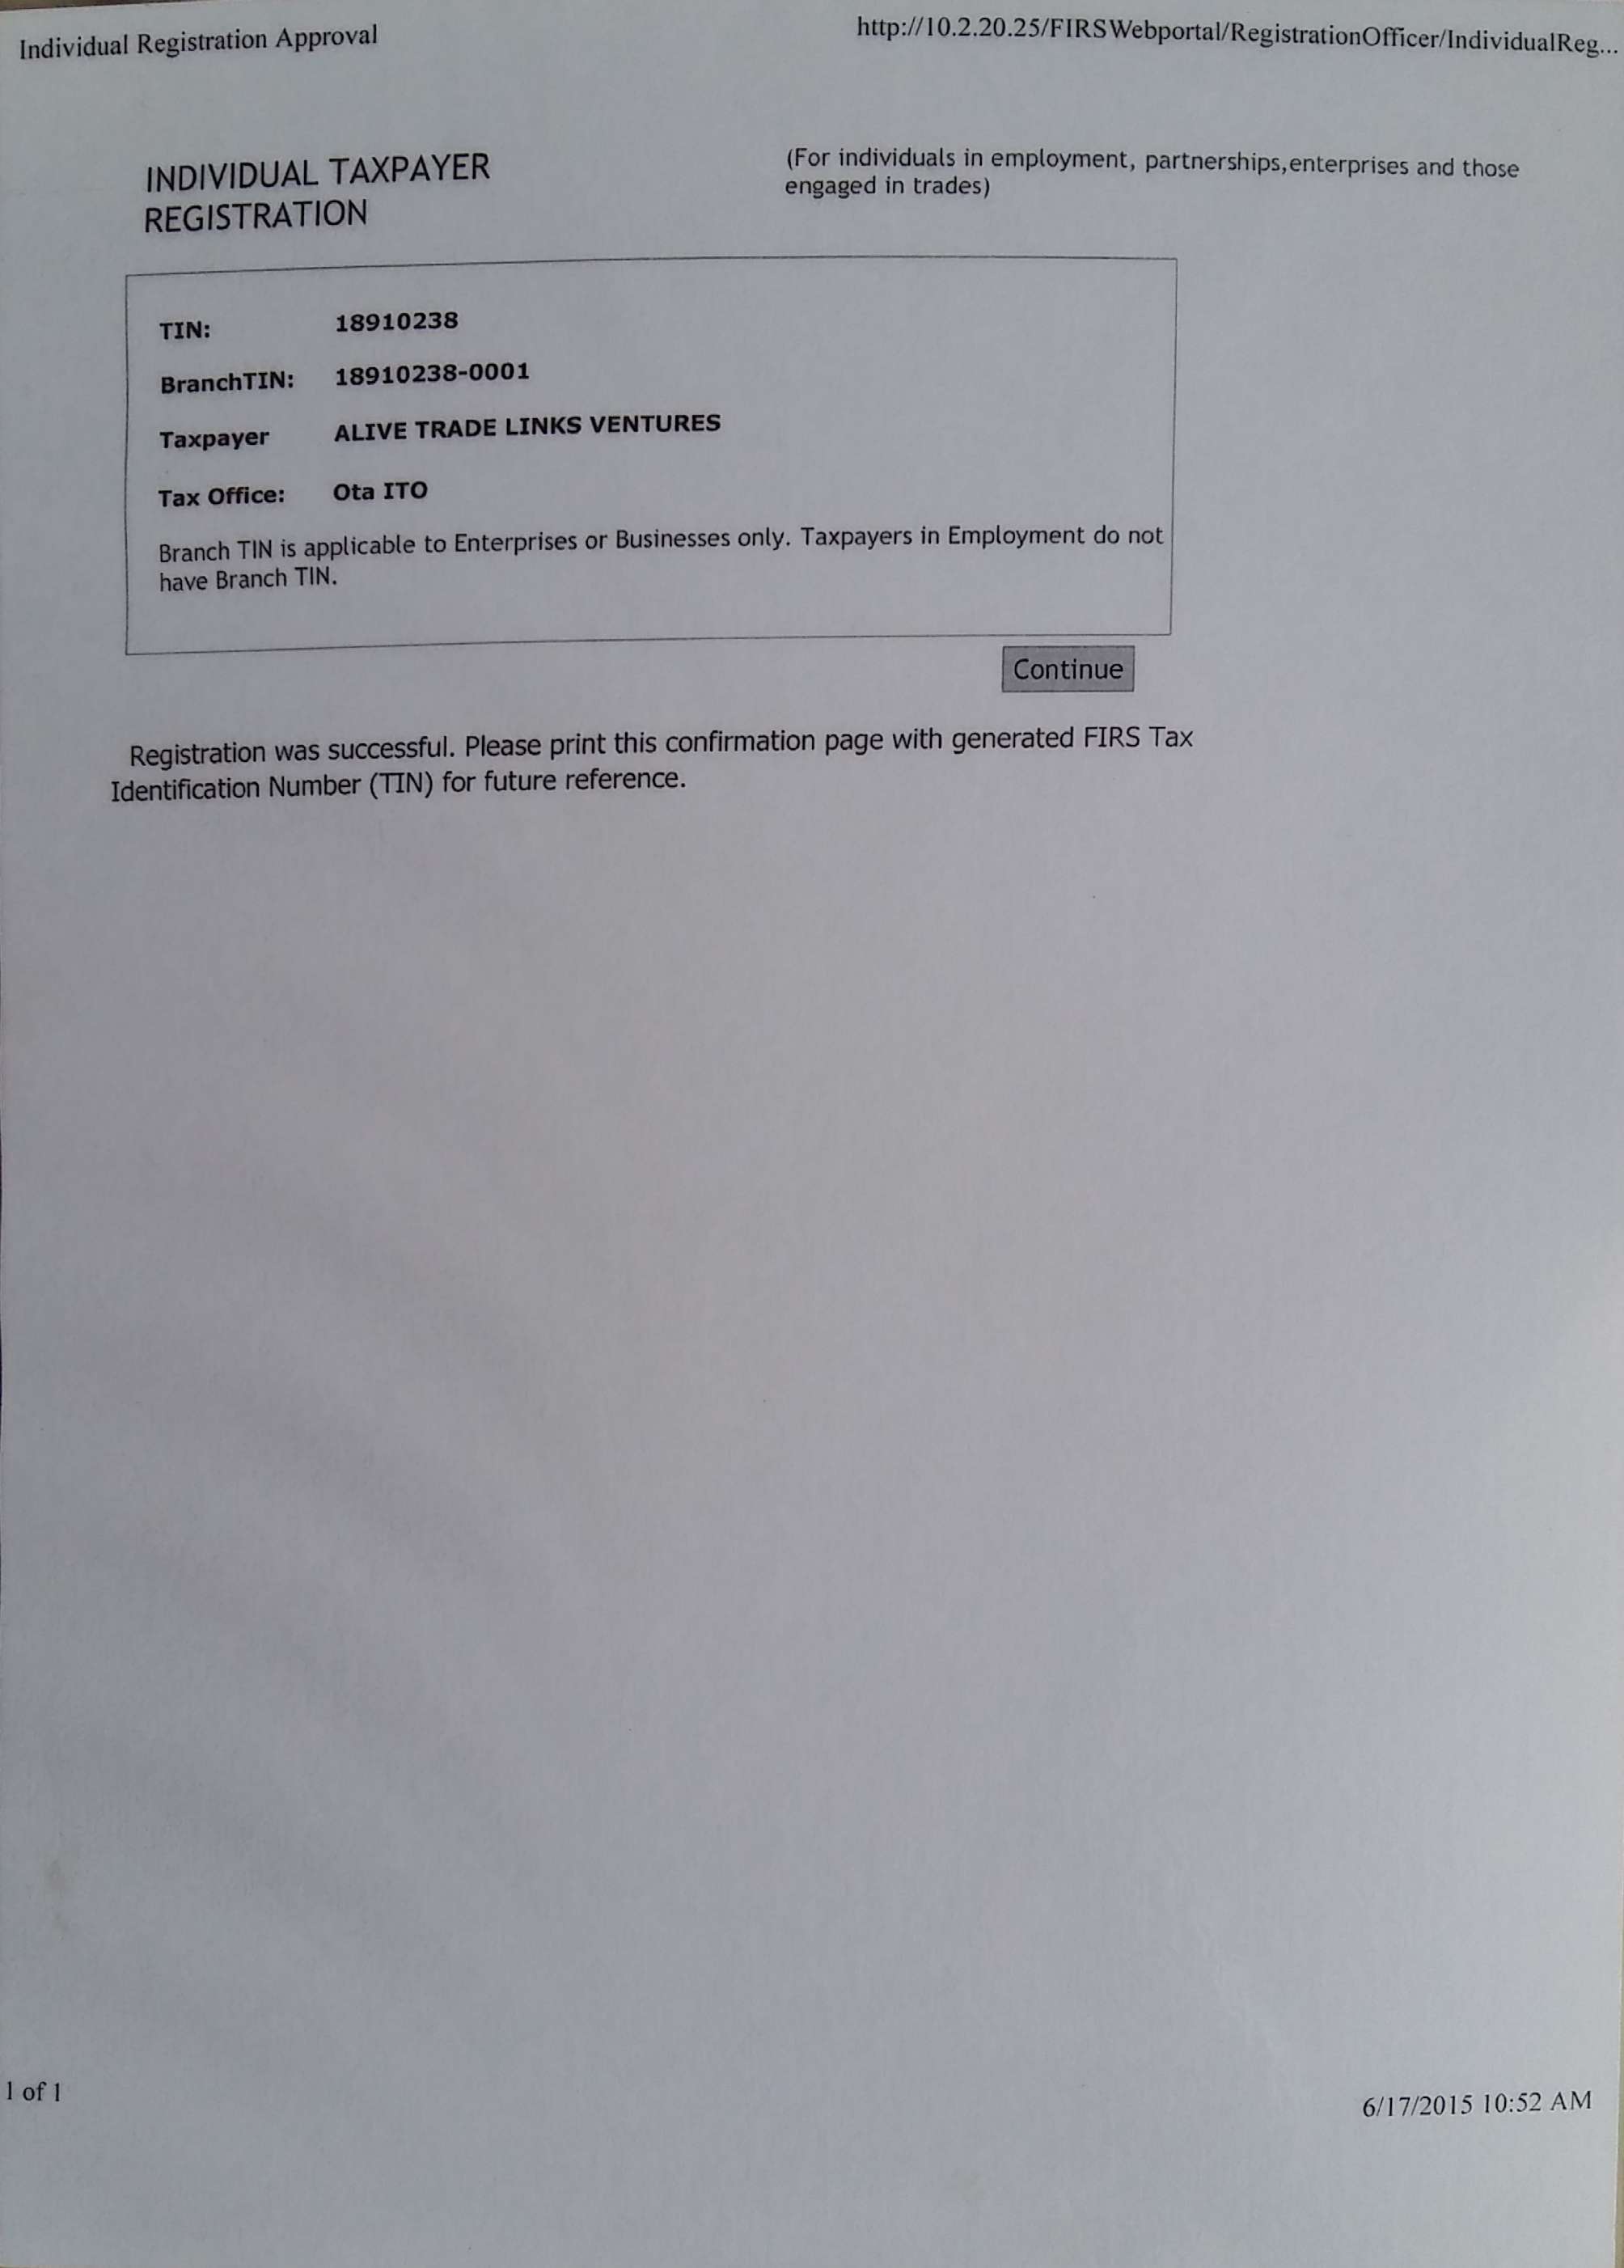 Individual Registration Approval
http://10.2.20.25/FIRSWebportal/RegistrationOfficer/IndividualReg...
INDIVIDUAL TAXPAYER
REGISTRATION
(For individuals in employment, partnerships,enterprises and those
engaged in trades)
TIN: 18910238
BranchTIN: 18910238-0001
Taxpayer ALIVE TRADE LINKS VENTURES
Tax Office: Ota ITO
Branch TIN is applicable to Enterprises or Businesses only. Taxpayers in Employment do not
have Branch TIN.
Continue
Registration was successful. Please print this confirmation page with generated FIRS Tax
Identification Number (TIN) for future reference.
1 of 1
6/17/2015 10:52 AM